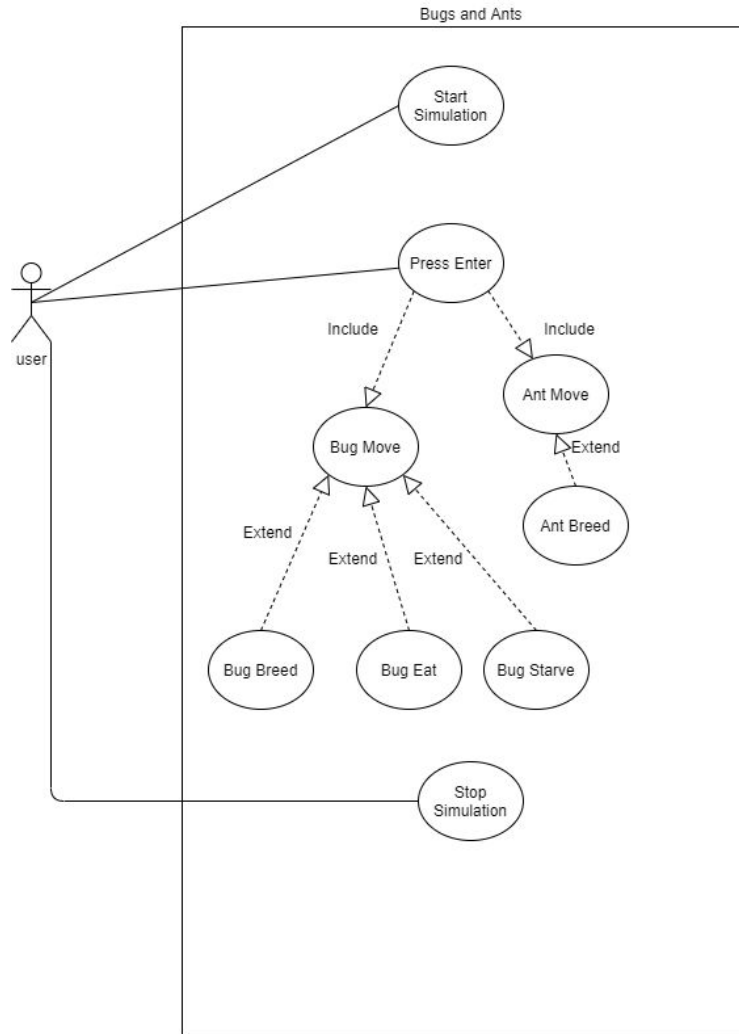 Bugs and Ants
Start
Simulation
Press Enter
user
Include
Include
Ant Move
Bug Move
Extend
Ant Breed
Extend
Extend
Extend
Bug Breed
Bug Eat
Bug Starve
Stop
Simulation